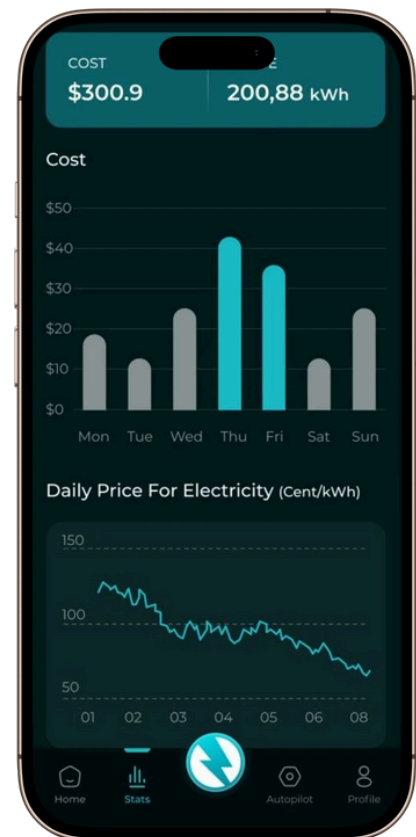 COST
$300.9 200,88 kWh
Cost
$50
$40
$30
$20
$10
$0
Mon Tue Wed Thu Fri Sat Sun
Daily Price For Electricity (Cent/kWh)
150
100
50
01 02 03 04 05 06 08
Home Stats Autopilot Profile